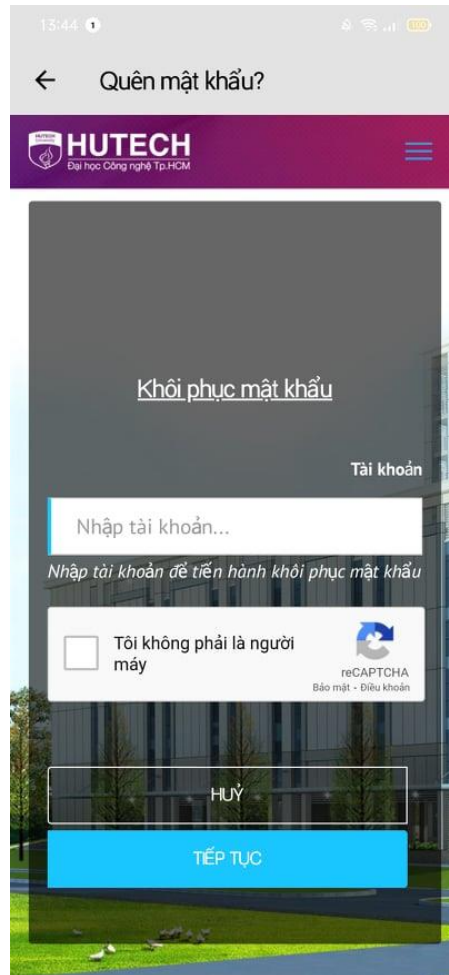 13:44 1
100
Quên mật khẩu?
HUTECH
Đại học Công nghệ Tp.HCM
Khôi phục mật khẩu
Tài khoản
Nhập tài khoản...
Nhập tài khoản để tiến hành khôi phục mật khẩu
Tôi không phải là người
máy
reCAPTCHA
Bảo mật - Điều khoản
HUỶ
TIẾP TỤC